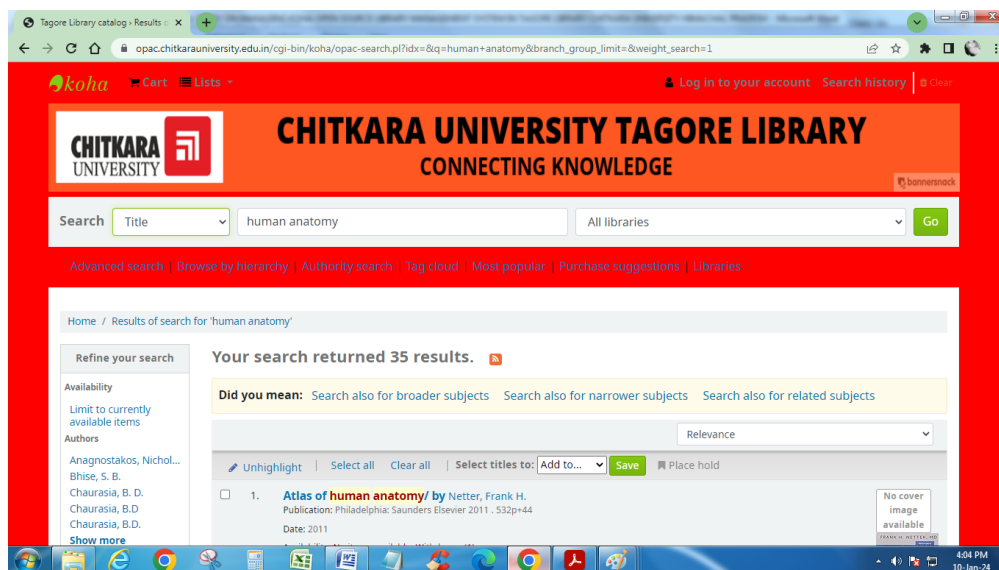 Tagore Library catalog › Results o
opac.chitkarauniversity.edu.in/cgi-bin/koha/opac-search.pl?idx=&q=human+anatomy&branch_group_limit=&weight_search=1
koha Cart Lists Log in to your account Search history Clear
CHITKARA UNIVERSITY
CHITKARA UNIVERSITY TAGORE LIBRARY
CONNECTING KNOWLEDGE
bannersnack
Search Title human anatomy All libraries Go
Advanced search | Browse by hierarchy | Authority search | Tag cloud | Most popular | Purchase suggestions | Libraries
Home / Results of search for 'human anatomy'
Refine your search
Availability
Limit to currently
available items
Authors
Anagnostakos, Nichol...
Bhise, S. B.
Chaurasia, B. D.
Chaurasia, B.D
Chaurasia, B.D.
Show more
Your search returned 35 results.
Did you mean: Search also for broader subjects Search also for narrower subjects Search also for related subjects
Relevance
Unhighlight | Select all Clear all | Select titles to: Add to... Save Place hold
1. Atlas of human anatomy/ by Netter, Frank H.
Publication: Philadelphia: Saunders Elsevier 2011 . 532p+44
Date: 2011
No cover
image
available
FRANK H. NETTER, MD
4:04 PM
10-Jan-24